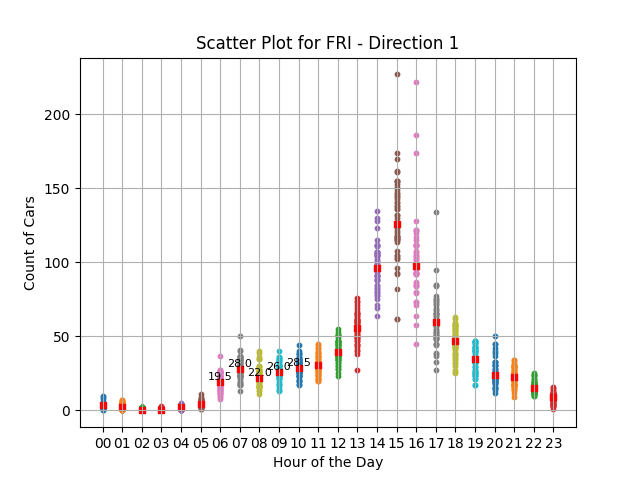 Scatter Plot for FRI - Direction 1
Count of Cars
200
150
100
50
0
19.5
28.0
22.0
26.0
28.5
00 01 02 03 04 05 06 07 08 09 10 11 12 13 14 15 16 17 18 19 20 21 22 23
Hour of the Day